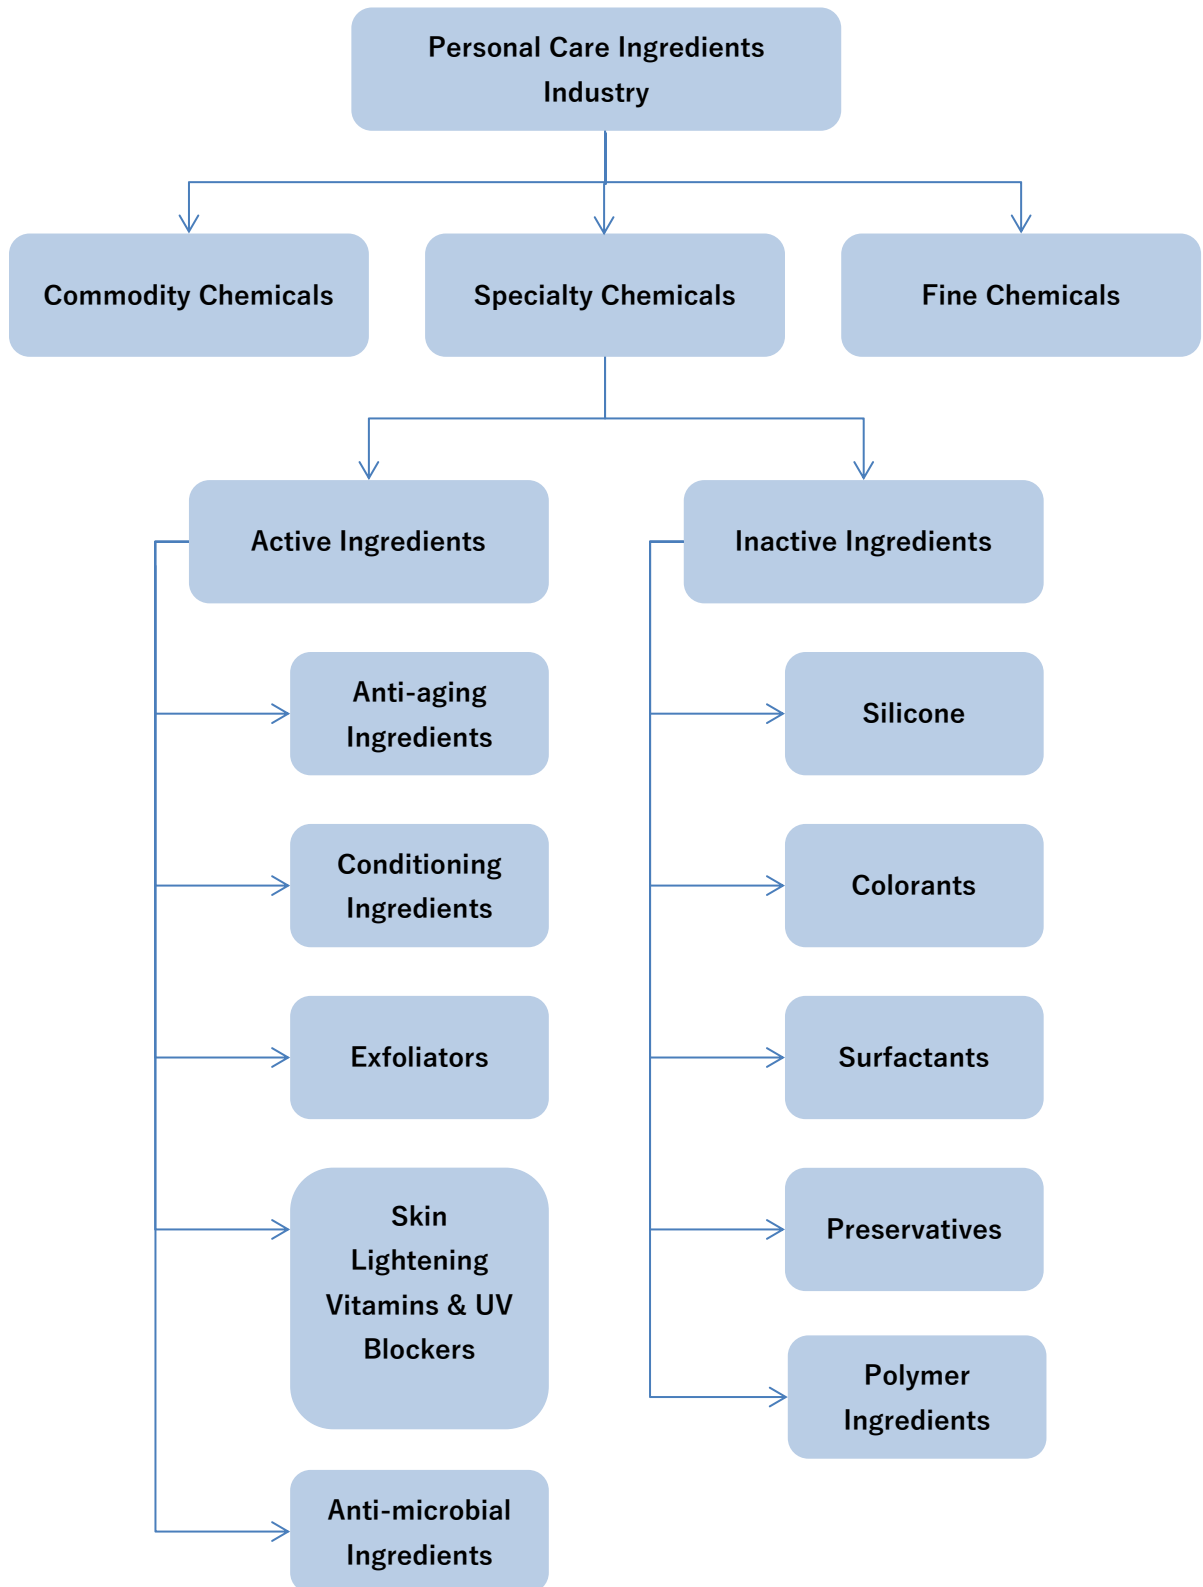 Personal Care Ingredients
Industry
Commodity Chemicals
Specialty Chemicals
Fine Chemicals
Active Ingredients
Inactive Ingredients
Anti-aging
Ingredients
Silicone
Conditioning
Ingredients
Colorants
Exfoliators
Surfactants
Skin
Lightening
Vitamins & UV
Blockers
Preservatives
Polymer
Ingredients
Anti-microbial
Ingredients